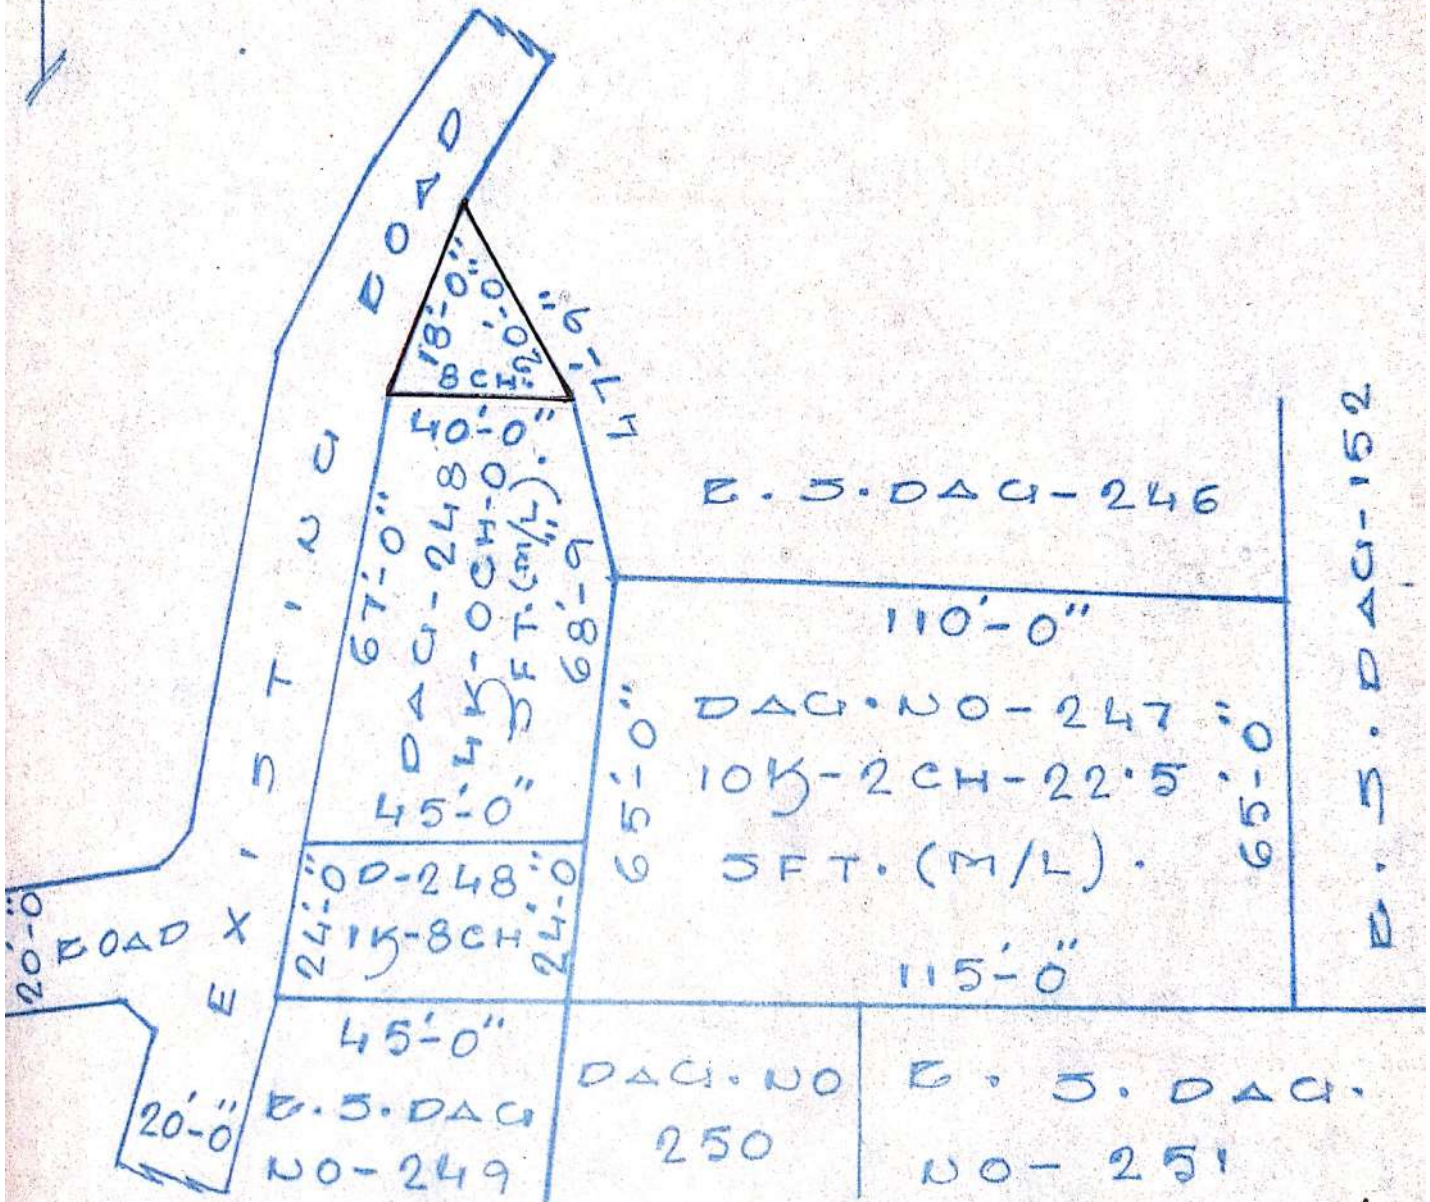 EXISTING ROAD
18'-0"
20'-0"
8 CH.
47'-9"
40'-0"
67'-0"
DAG-248
4K-0CH-0
SFT.(M/L).
68'-9"
45'-0"
R.S.DAG-246
R.S.DAG-152
110'-0"
65'-0"
DAG.NO-247
10K-2CH-22.5
SFT.(M/L).
65'-0"
115'-0"
24'-0"
D-248
1K-8CH
24'-0"
20'-0"
ROAD
45'-0"
20'-0"
R.S.DAG
NO-249
DAG.NO
250
R.S.DAG.
NO-251